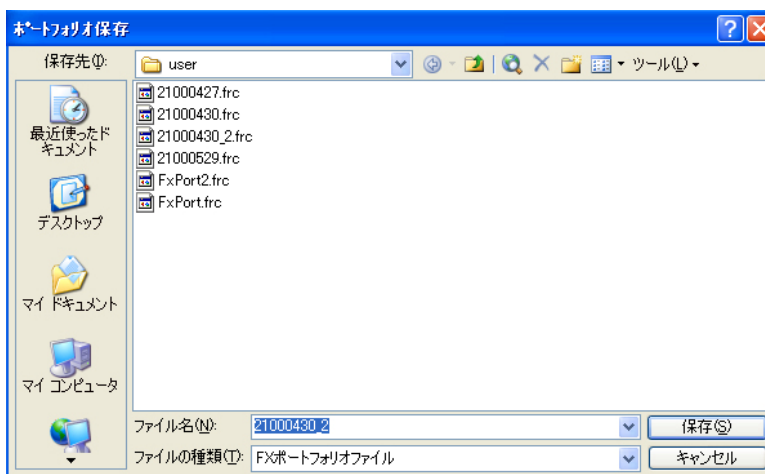 ポートフォリオ保存
保存先(I):
user
ツール(L)
21000427.frc
21000430.frc
21000430_2.frc
21000529.frc
FxPort2.frc
FxPort.frc
最近使ったド
キュメント
デスクトップ
マイ ドキュメント
マイ コンピュータ
ファイル名(N):
21000430_2
保存(S)
ファイルの種類(T):
FXポートフォリオファイル
キャンセル